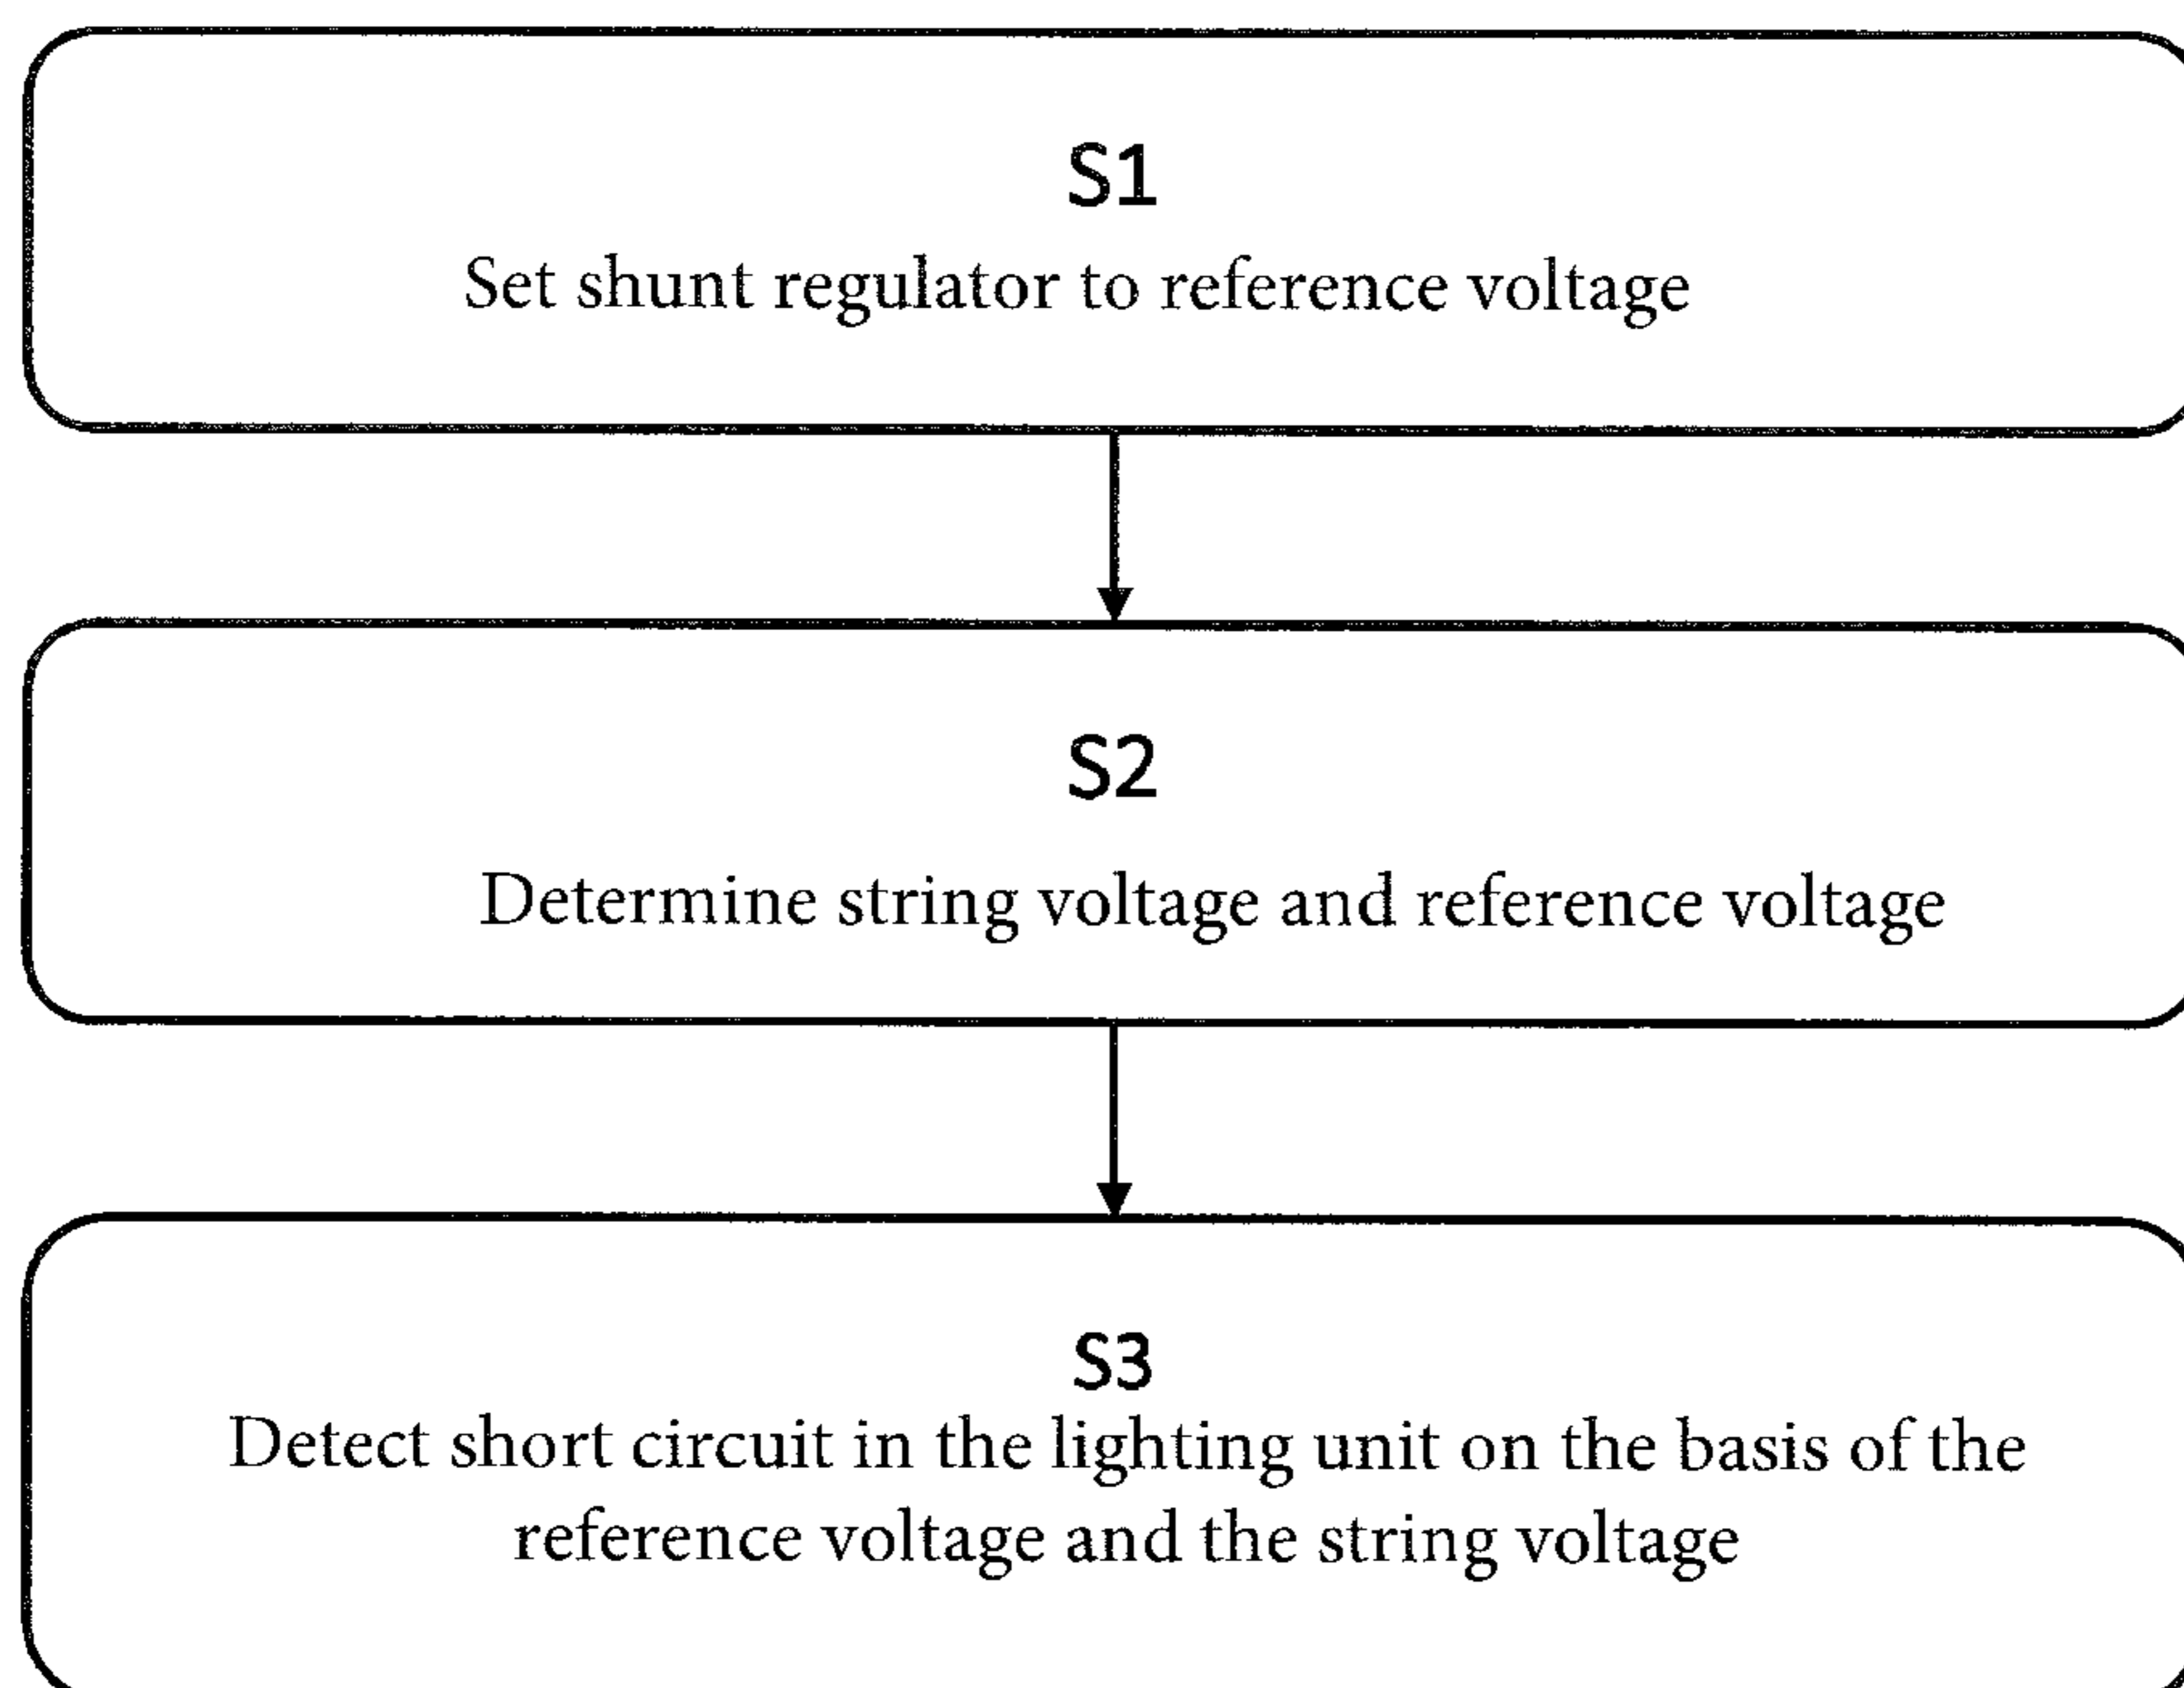 S1
Set shunt regulator to reference voltage
S2
Determine string voltage and reference voltage
S3
Detect short circuit in the lighting unit on the basis of the
reference voltage and the string voltage